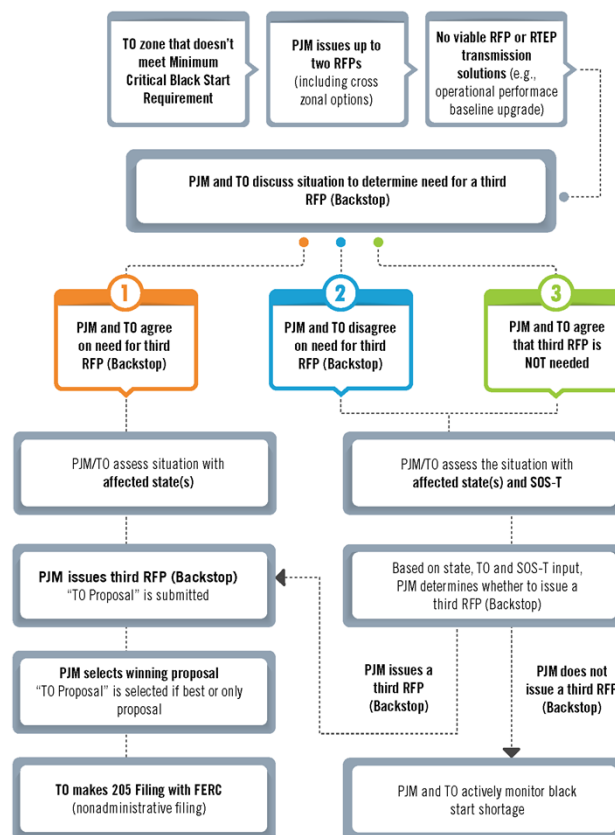 TO zone that doesn't
meet Minimum
Critical Black Start
Requirement
PJM issues up to
two RFPs
(including cross
zonal options)
No viable RFP or RTEP
transmission
solutions (e.g.,
operational performace
baseline upgrade)
PJM and TO discuss situation to determine need for a third
RFP (Backstop)
1
PJM and TO agree
on need for third
RFP (Backstop)
2
PJM and TO disagree
on need for third
RFP (Backstop)
3
PJM and TO agree
that third RFP is
NOT needed
PJM/TO assess situation with
affected state(s)
PJM/TO assess the situation with
affected state(s) and SOS-T
PJM issues third RFP (Backstop)
"TO Proposal" is submitted
Based on state, TO and SOS-T input,
PJM determines whether to issue a
third RFP (Backstop)
PJM issues a
third RFP
(Backstop)
PJM does not
issue a third RFP
(Backstop)
PJM selects winning proposal
"TO Proposal" is selected if best or only
proposal
TO makes 205 Filing with FERC
(nonadministrative filing)
PJM and TO actively monitor black
start shortage